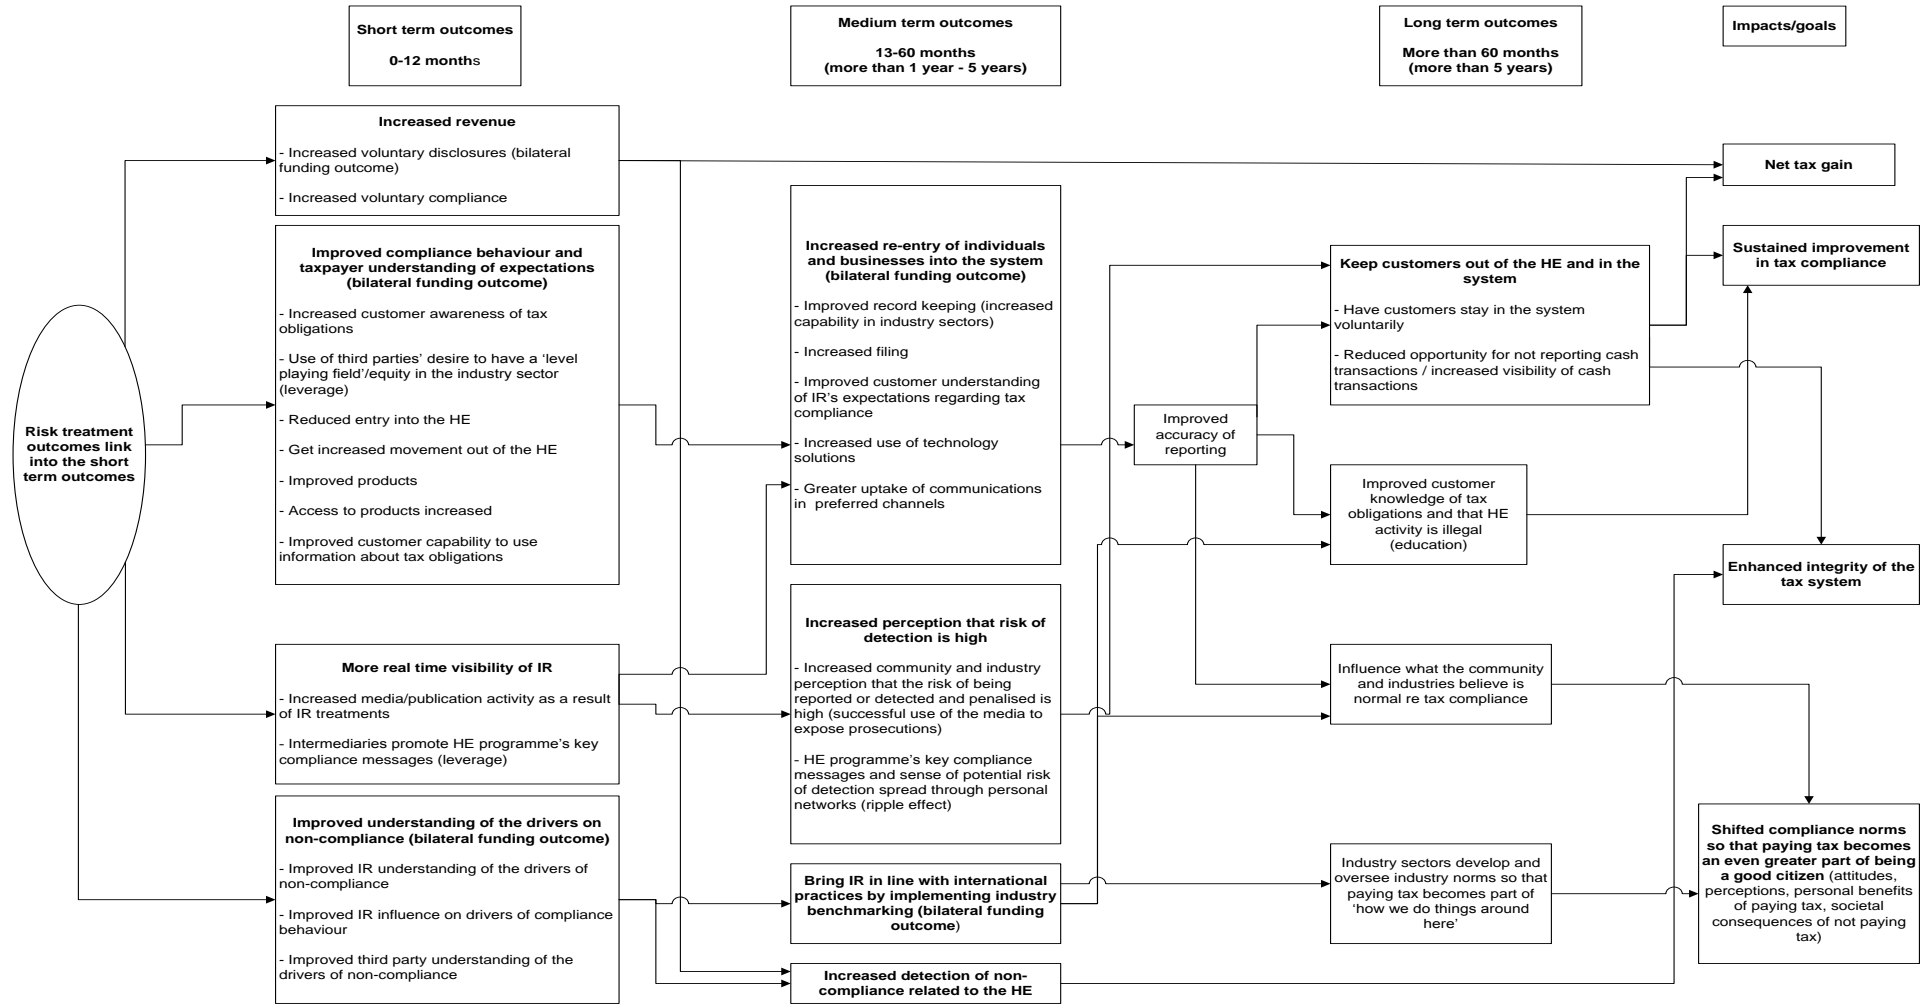 Short term outcomes
0-12 months
Medium term outcomes
13-60 months
(more than 1 year - 5 years)
Long term outcomes
More than 60 months
(more than 5 years)
Impacts/goals
Risk treatment
outcomes link
into the short
term outcomes
Increased revenue
- Increased voluntary disclosures (bilateral
funding outcome)
- Increased voluntary compliance
Improved compliance behaviour and
taxpayer understanding of expectations
(bilateral funding outcome)
- Increased customer awareness of tax
obligations
- Use of third parties’ desire to have a ‘level
playing field’/equity in the industry sector
(leverage)
- Reduced entry into the HE
- Get increased movement out of the HE
- Improved products
- Access to products increased
- Improved customer capability to use
information about tax obligations
More real time visibility of IR
- Increased media/publication activity as a result
of IR treatments
- Intermediaries promote HE programme’s key
compliance messages (leverage)
Improved understanding of the drivers on
non-compliance (bilateral funding outcome)
- Improved IR understanding of the drivers of
non-compliance
- Improved IR influence on drivers of compliance
behaviour
- Improved third party understanding of the
drivers of non-compliance
Increased re-entry of individuals
and businesses into the system
(bilateral funding outcome)
- Improved record keeping (increased
capability in industry sectors)
- Increased filing
- Improved customer understanding
of IR’s expectations regarding tax
compliance
- Increased use of technology
solutions
- Greater uptake of communications
in preferred channels
Increased perception that risk of
detection is high
- Increased community and industry
perception that the risk of being
reported or detected and penalised is
high (successful use of the media to
expose prosecutions)
- HE programme’s key compliance
messages and sense of potential risk
of detection spread through personal
networks (ripple effect)
Bring IR in line with international
practices by implementing industry
benchmarking (bilateral funding
outcome)
Increased detection of non-
compliance related to the HE
Improved
accuracy of
reporting
Keep customers out of the HE and in the
system
- Have customers stay in the system
voluntarily
- Reduced opportunity for not reporting cash
transactions / increased visibility of cash
transactions
Improved customer
knowledge of tax
obligations and that HE
activity is illegal
(education)
Influence what the community
and industries believe is
normal re tax compliance
Industry sectors develop and
oversee industry norms so that
paying tax becomes part of
‘how we do things around
here’
Net tax gain
Sustained improvement
in tax compliance
Enhanced integrity of the
tax system
Shifted compliance norms
so that paying tax becomes
an even greater part of being
a good citizen (attitudes,
perceptions, personal benefits
of paying tax, societal
consequences of not paying
tax)